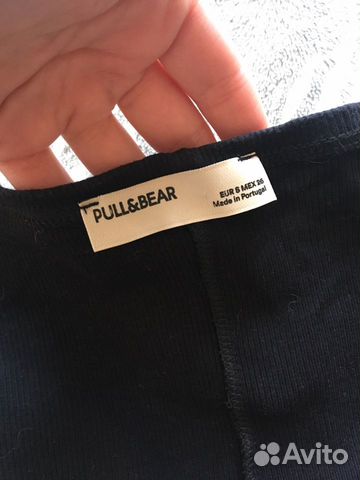 PULL&BEAR
EUR S MEX 26
Made in Portugal
Avito